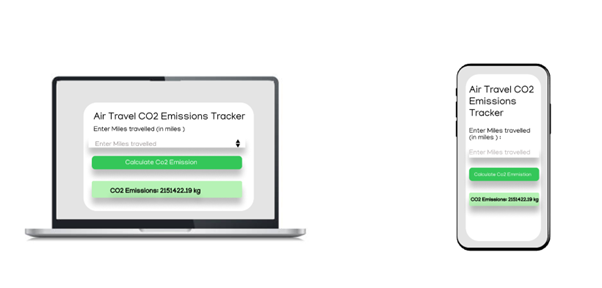 Air Travel CO2 Emissions Tracker
Enter Miles travelled (in miles )
Enter Miles travelled
Calculate Co2 Emission
CO2 Emissions: 2151422.19 kg
Air Travel CO2
Emissions
Tracker
Enter Miles travelled
(in miles ) :
Enter Miles travelled
Calculate Co2 Emission
CO2 Emissions: 2151422.19 kg